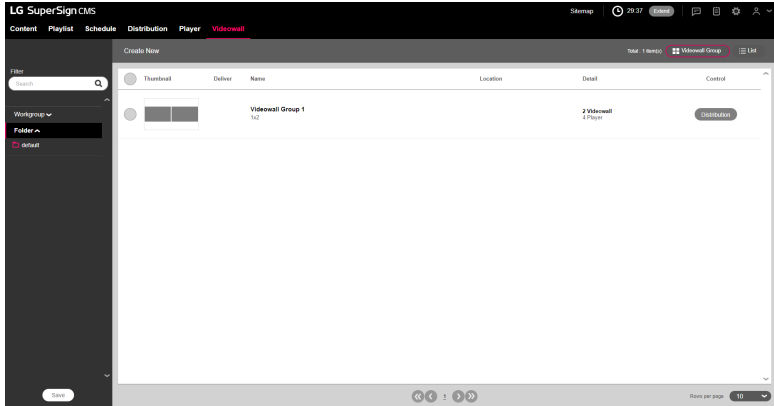 LG SuperSign CMS
Sitemap 29:37 Extend
Content Playlist Schedule Distribution Player Videowall
Create New
Total : 1 item(s) Videowall Group List
Filter
Search
Thumbnail Deliver Name Location Detail Control
Workgroup
Videowall Group 1
1x2
2 Videowall
4 Player
Distribution
Folder
default
Save
1
Rows per page 10